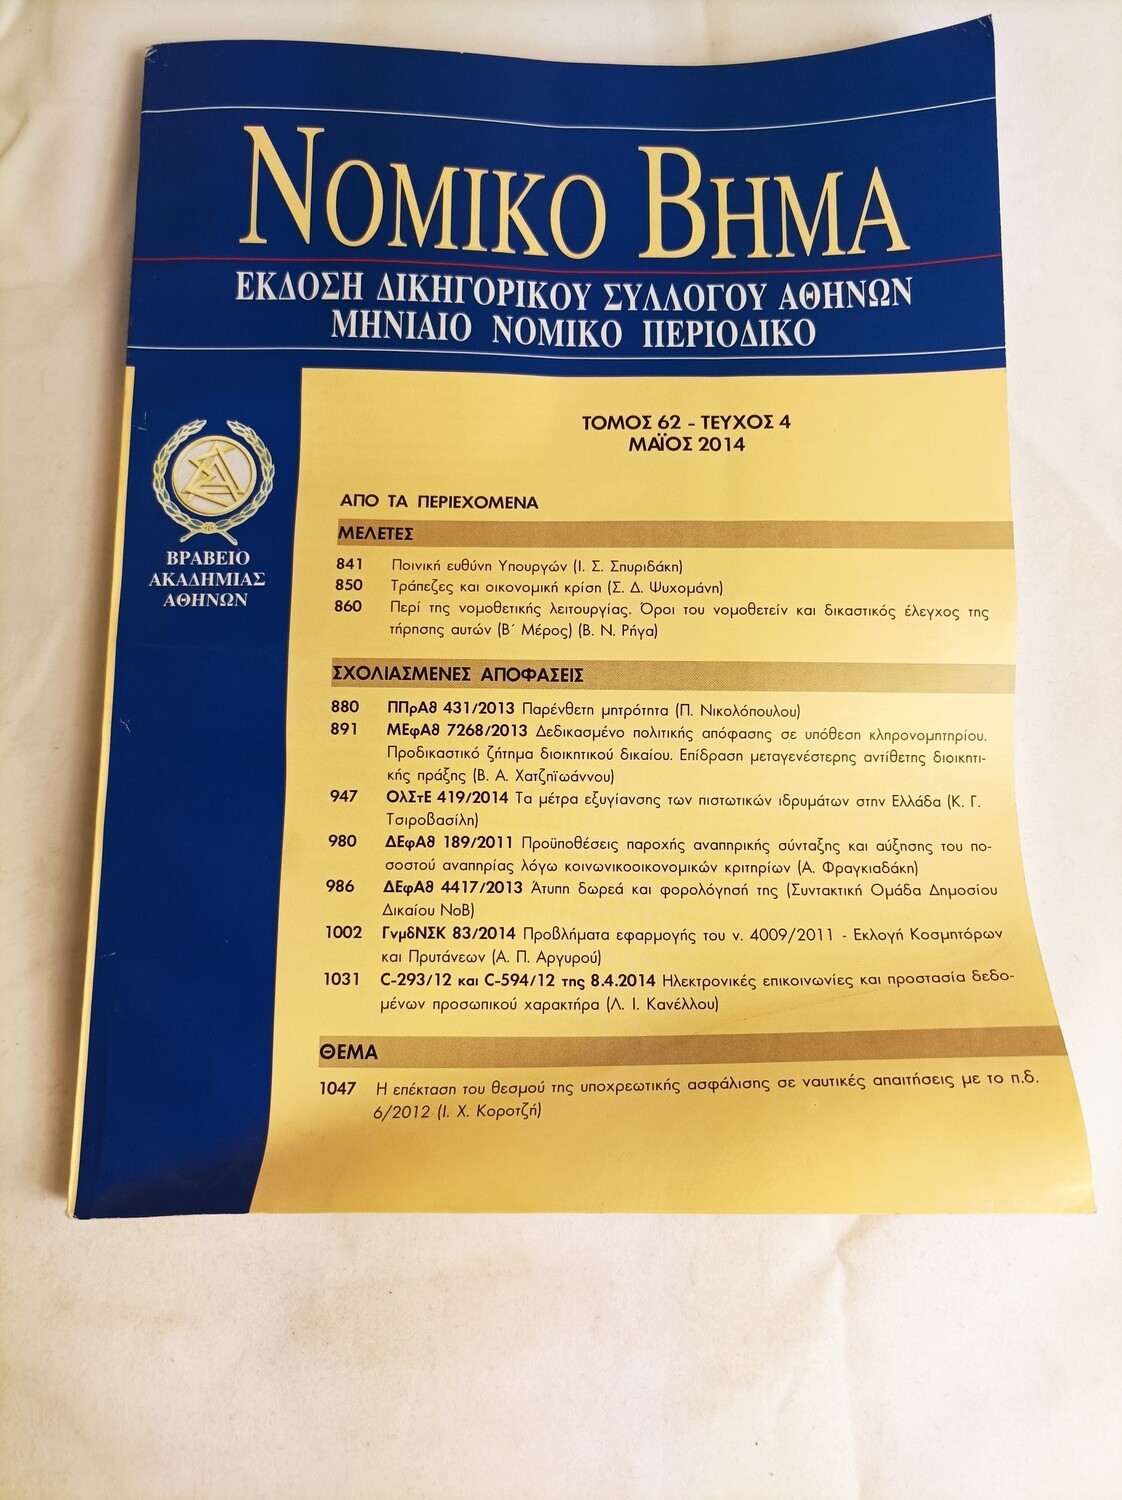 ΝΟΜΙΚΟ ΒΗΜΑ
ΕΚΔΟΣΗ ΔΙΚΗΓΟΡΙΚΟΥ ΣΥΛΛΟΓΟΥ ΑΘΗΝΩΝ
ΜΗΝΙΑΙΟ ΝΟΜΙΚΟ ΠΕΡΙΟΔΙΚΟ
ΒΡΑΒΕΙΟ
ΑΚΑΔΗΜΙΑΣ
ΑΘΗΝΩΝ
ΤΟΜΟΣ 62 - ΤΕΥΧΟΣ 4
ΜΑΪΟΣ 2014
ΑΠΟ ΤΑ ΠΕΡΙΕΧΟΜΕΝΑ
ΜΕΛΕΤΕΣ
841 Ποινική ευθύνη Υπουργών (Ι. Σ. Σπυριδάκη)
850 Τράπεζες και οικονομική κρίση (Σ. Δ. Ψυχομάνη)
860 Περί της νομοθετικής λειτουργίας. Όροι του νομοθετείν και δικαστικός έλεγχος της
τήρησης αυτών (Β΄ Μέρος) (Β. Ν. Ρήγα)
ΣΧΟΛΙΑΣΜΕΝΕΣ ΑΠΟΦΑΣΕΙΣ
880 ΠΠρΑθ 431/2013 Παρένθετη μητρότητα (Π. Νικολόπουλου)
891 ΜΕφΑθ 7268/2013 Δεδικασμένο πολιτικής απόφασης σε υπόθεση κληρονομητηρίου.
Προδικαστικό ζήτημα διοικητικού δικαίου. Επίδραση μεταγενέστερης αντίθετης διοικητι-
κής πράξης (Β. Α. Χατζηϊωάννου)
947 ΟλΣτΕ 419/2014 Τα μέτρα εξυγίανσης των πιστωτικών ιδρυμάτων στην Ελλάδα (Κ. Γ.
Τσιροβασίλη)
980 ΔΕφΑθ 189/2011 Προϋποθέσεις παροχής αναπηρικής σύνταξης και αύξησης του πο-
σοστού αναπηρίας λόγω κοινωνικοοικονομικών κριτηρίων (Α. Φραγκιαδάκη)
986 ΔΕφΑθ 4417/2013 Άτυπη δωρεά και φορολόγησή της (Συντακτική Ομάδα Δημοσίου
Δικαίου ΝοΒ)
1002 ΓνμδΝΣΚ 83/2014 Προβλήματα εφαρμογής του ν. 4009/2011 - Εκλογή Κοσμητόρων
και Πρυτάνεων (Α. Π. Αργυρού)
1031 C-293/12 και C-594/12 της 8.4.2014 Ηλεκτρονικές επικοινωνίες και προστασία δεδο-
μένων προσωπικού χαρακτήρα (Λ. Ι. Κανέλλου)
ΘΕΜΑ
1047 Η επέκταση του θεσμού της υποχρεωτικής ασφάλισης σε ναυτικές απαιτήσεις με το π.δ.
6/2012 (Ι. Χ. Κοροτζή)